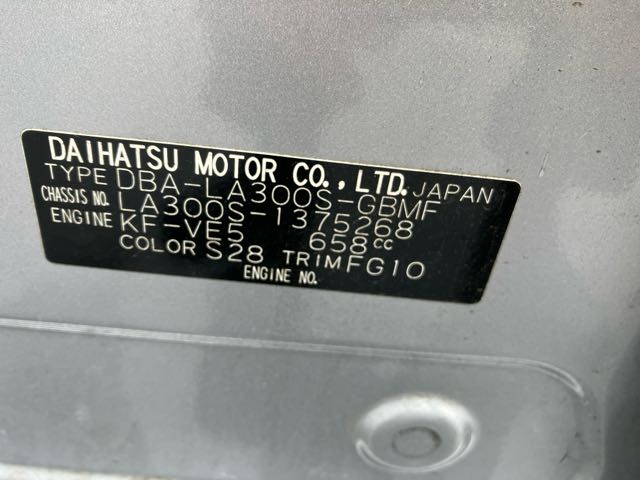 DAIHATSU MOTOR CO., LTD. JAPAN
TYPE DBA-LA300S-GBMF
CHASSIS NO. LA300S-1375268
ENGINE KF-VE5 658cc
COLOR S28 TRIM FG10
ENGINE NO.